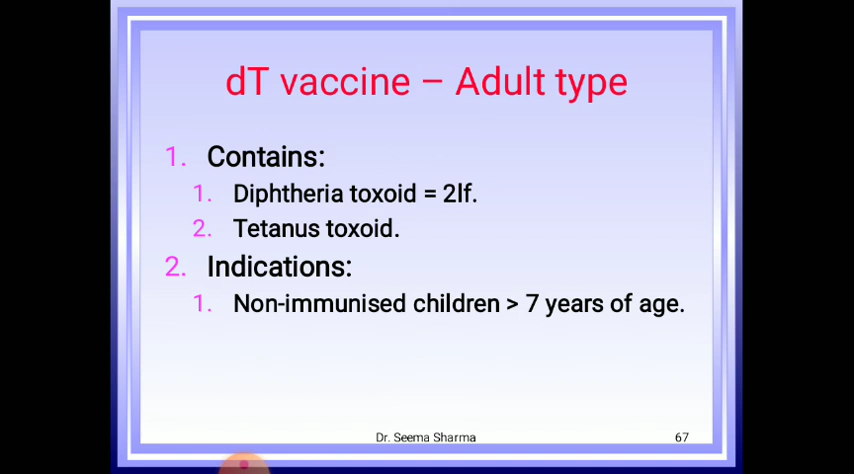 dT vaccine – Adult type
1. Contains:
1. Diphtheria toxoid = 2lf.
2. Tetanus toxoid.
2. Indications:
1. Non-immunised children > 7 years of age.
Dr. Seema Sharma 67